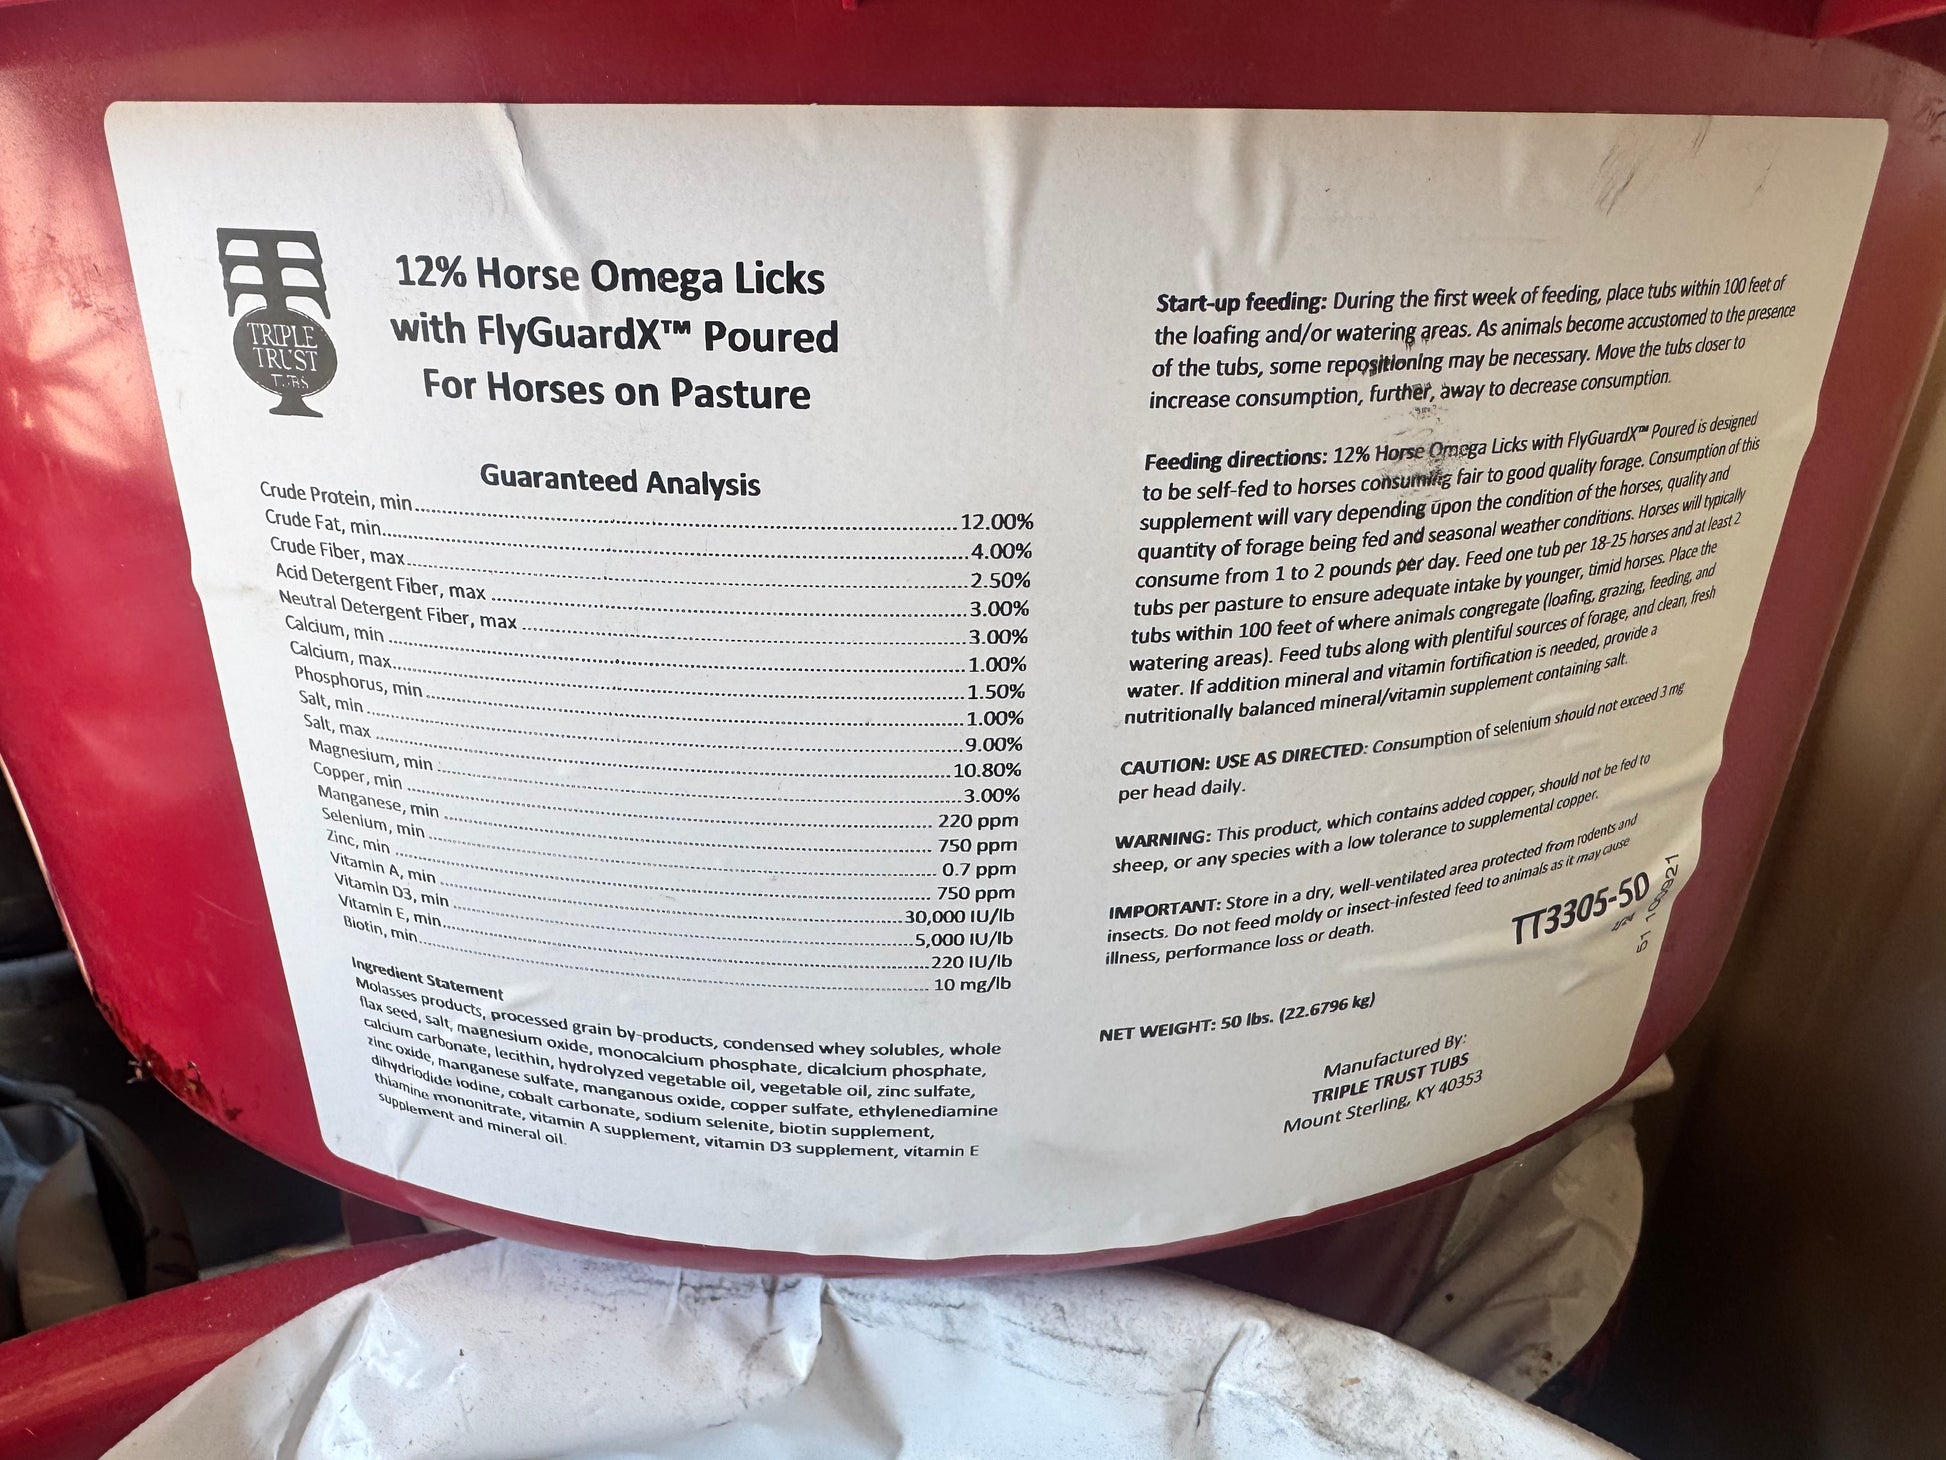 TRIPLE
TRUST
TUBS
12% Horse Omega Licks
with FlyGuardX™ Poured
For Horses on Pasture
Guaranteed Analysis
Crude Protein, min 12.00%
Crude Fat, min 4.00%
Crude Fiber, max 2.50%
Acid Detergent Fiber, max 3.00%
Neutral Detergent Fiber, max 3.00%
Calcium, min 1.00%
Calcium, max 1.50%
Phosphorus, min 1.00%
Salt, min 9.00%
Salt, max 10.80%
Magnesium, min 3.00%
Copper, min 220 ppm
Manganese, min 750 ppm
Selenium, min 0.7 ppm
Zinc, min 750 ppm
Vitamin A, min 30,000 IU/lb
Vitamin D3, min 5,000 IU/lb
Vitamin E, min 220 IU/lb
Biotin, min 10 mg/lb
Ingredient Statement
Molasses products, processed grain by-products, condensed whey solubles, whole
flax seed, salt, magnesium oxide, monocalcium phosphate, dicalcium phosphate,
calcium carbonate, lecithin, hydrolyzed vegetable oil, vegetable oil, zinc sulfate,
zinc oxide, manganese sulfate, manganous oxide, copper sulfate, ethylenediamine
dihydriodide iodine, cobalt carbonate, sodium selenite, biotin supplement,
thiamine mononitrate, vitamin A supplement, vitamin D3 supplement, vitamin E
supplement and mineral oil.
Start-up feeding: During the first week of feeding, place tubs within 100 feet of
the loafing and/or watering areas. As animals become accustomed to the presence
of the tubs, some repositioning may be necessary. Move the tubs closer to
increase consumption, further, away to decrease consumption.
Feeding directions: 12% Horse Omega Licks with FlyGuardX™ Poured is designed
to be self-fed to horses consuming fair to good quality forage. Consumption of this
supplement will vary depending upon the condition of the horses, quality and
quantity of forage being fed and seasonal weather conditions. Horses will typically
consume from 1 to 2 pounds per day. Feed one tub per 18-25 horses and at least 2
tubs per pasture to ensure adequate intake by younger, timid horses. Place the
tubs within 100 feet of where animals congregate (loafing, grazing, feeding, and
watering areas). Feed tubs along with plentiful sources of forage, and clean, fresh
water. If addition mineral and vitamin fortification is needed, provide a
nutritionally balanced mineral/vitamin supplement containing salt.
CAUTION: USE AS DIRECTED: Consumption of selenium should not exceed 3 mg
per head daily.
WARNING: This product, which contains added copper, should not be fed to
sheep, or any species with a low tolerance to supplemental copper.
IMPORTANT: Store in a dry, well-ventilated area protected from rodents and
insects. Do not feed moldy or insect-infested feed to animals as it may cause
illness, performance loss or death.
TT3305-50
NET WEIGHT: 50 lbs. (22.6796 kg)
Manufactured By:
TRIPLE TRUST TUBS
Mount Sterling, KY 40353